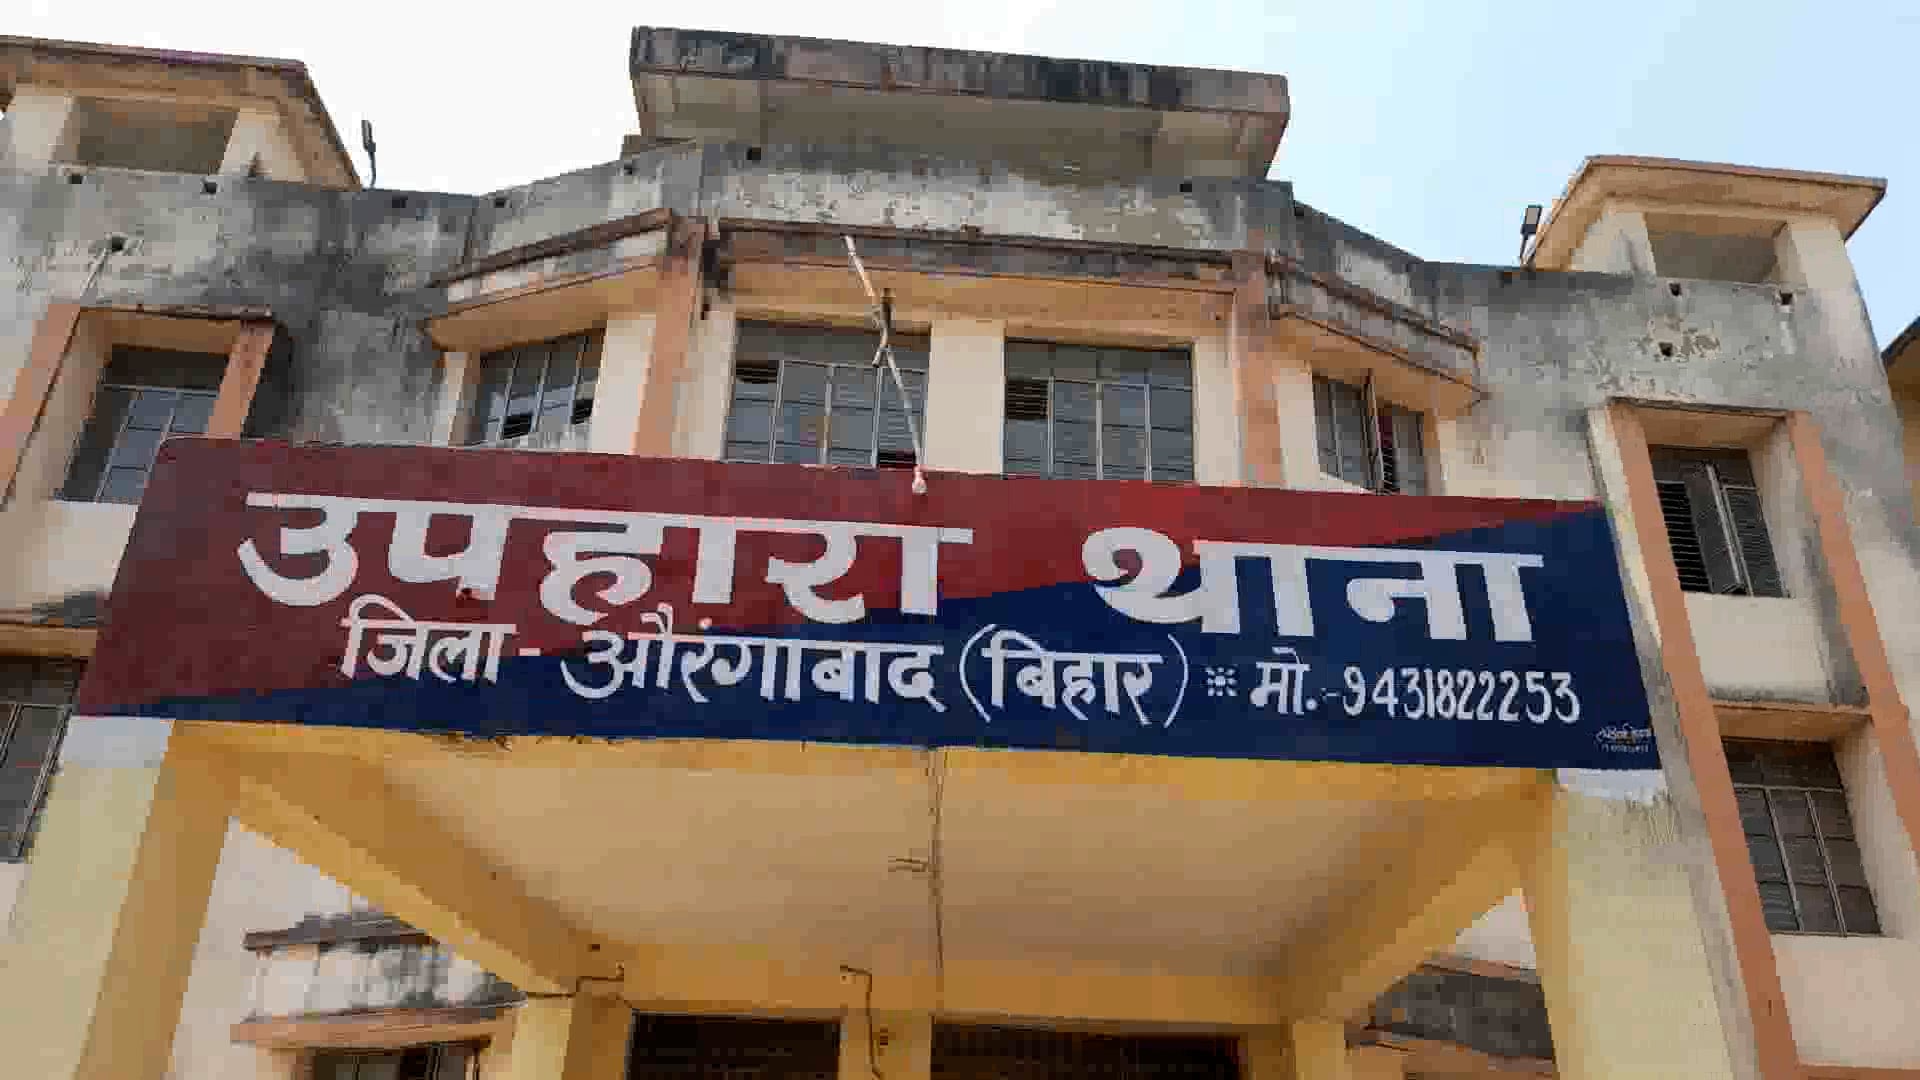 उपहारा थाना
जिला - औरंगाबाद (बिहार) ※ मो.:-9431822253